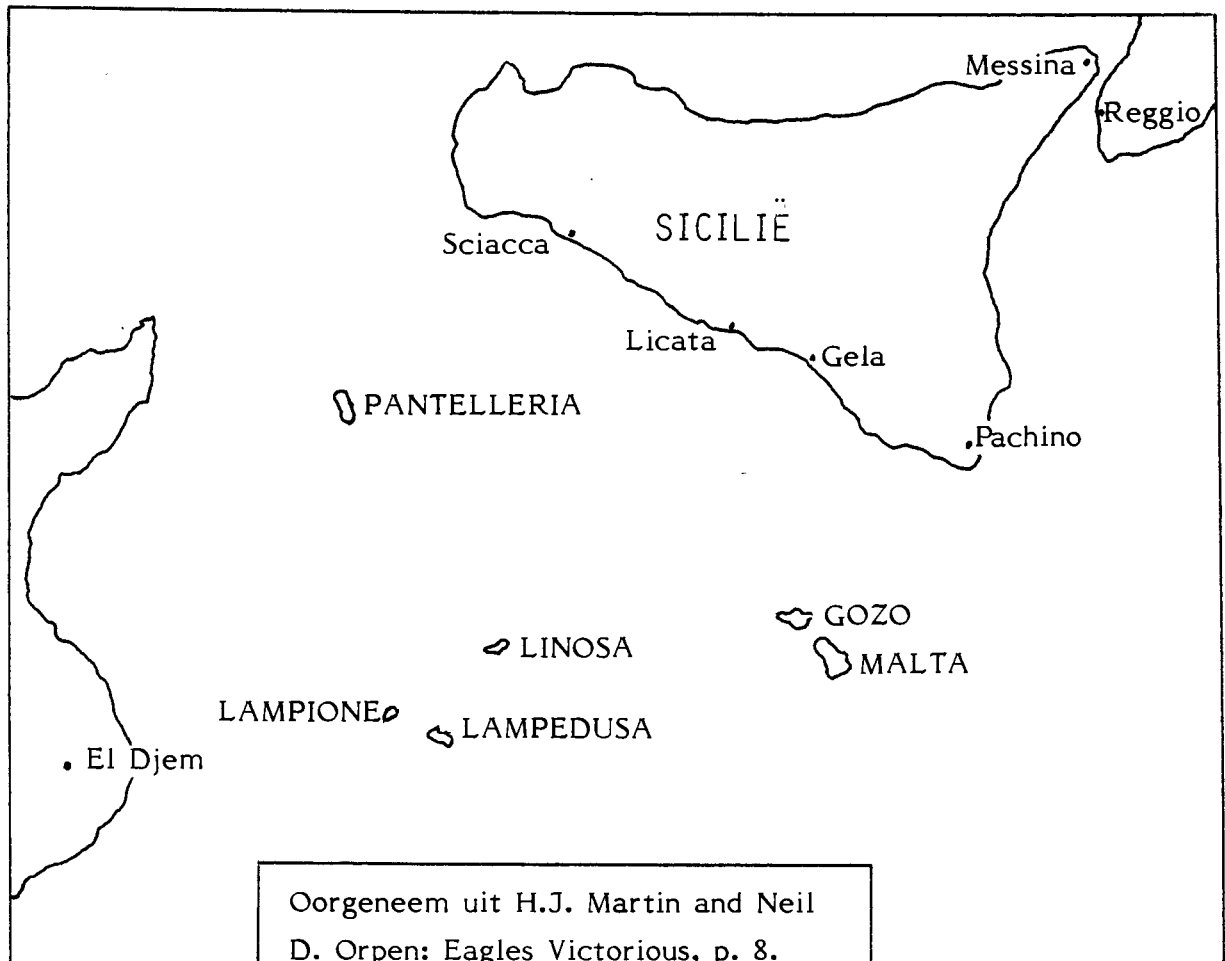 Messina
Reggio
SICILIË
Sciacca
Licata
Gela
PANTELLERIA
Pachino
GOZO
LINOSA
MALTA
LAMPIONE
LAMPEDUSA
El Djem
Oorgeneem uit H.J. Martin and Neil
D. Orpen: Eagles Victorious, p. 8.